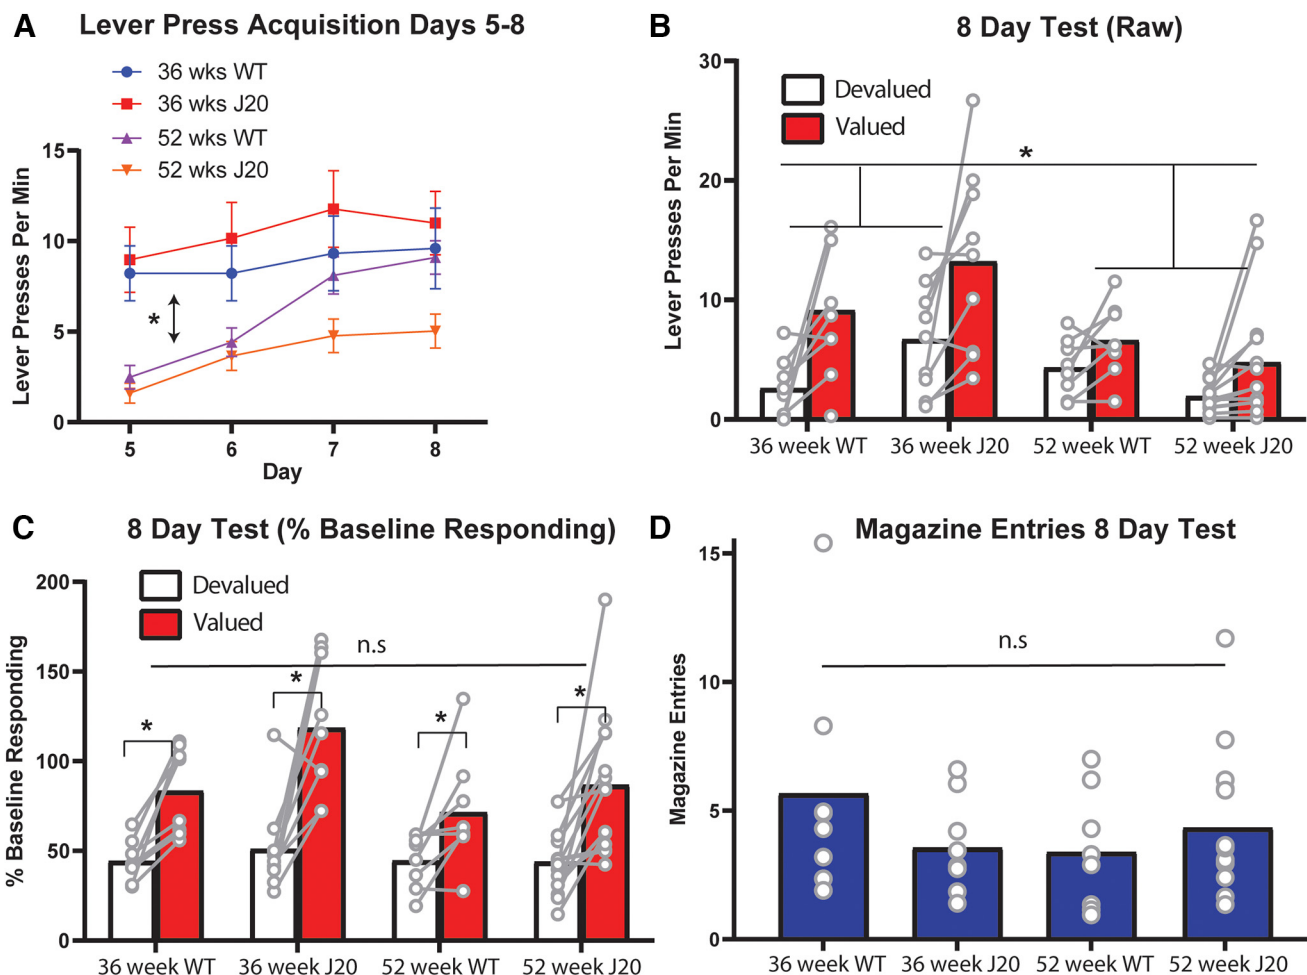 A
Lever Press Acquisition Days 5-8
36 wks WT
36 wks J20
52 wks WT
52 wks J20
Lever Presses Per Min
15
10
5
0
*
5 6 7 8
Day
B
8 Day Test (Raw)
Devalued
Valued
Lever Presses Per Min
30
20
10
0
*
36 week WT 36 week J20 52 week WT 52 week J20
C
8 Day Test (% Baseline Responding)
Devalued
Valued
% Baseline Responding
200
150
100
50
0
n.s
*
*
*
*
36 week WT 36 week J20 52 week WT 52 week J20
D
Magazine Entries 8 Day Test
Magazine Entries
15
10
5
0
n.s
36 week WT 36 week J20 52 week WT 52 week J20